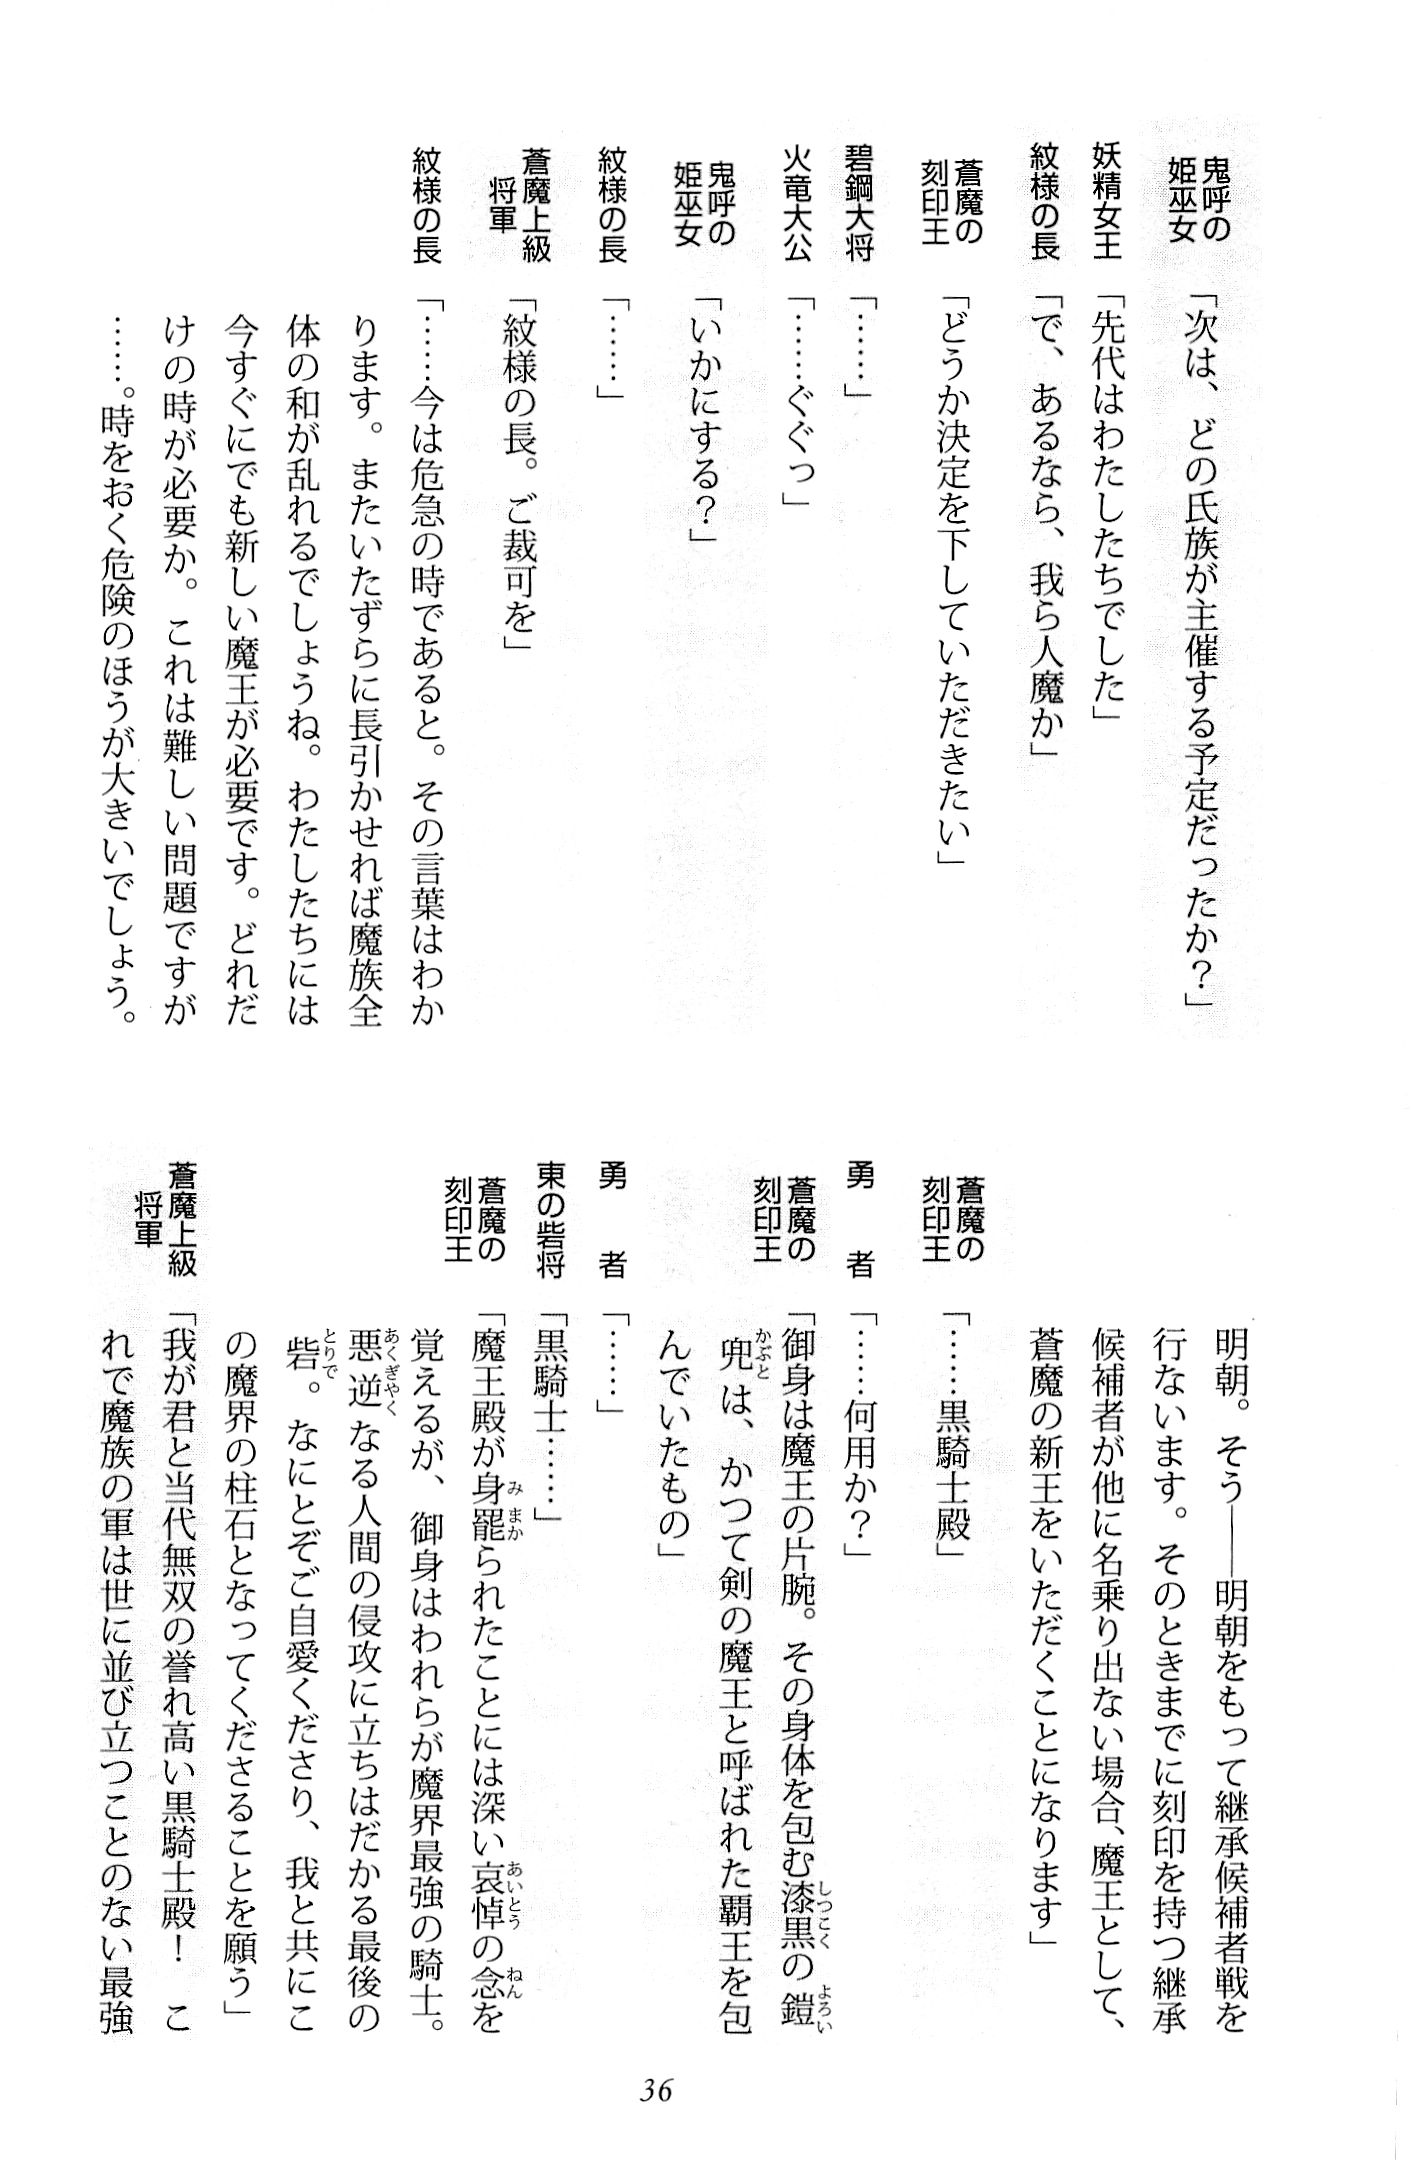 鬼呼の姫巫女「次は、どの氏族が主催する予定だったか？」
妖精女王「先代はわたしたちでした」
紋様の長「で、あるなら、我ら人魔か」
蒼魔の刻印王「どうか決定を下していただきたい」
碧鋼大将「……」
火竜大公「……ぐぐっ」
鬼呼の姫巫女「いかにする？」
紋様の長「……」
蒼魔上級将軍「紋様の長。ご裁可を」
紋様の長「……今は危急の時であると。その言葉はわか
ります。またいたずらに長引かせれば魔族全
体の和が乱れるでしょうね。わたしたちには
今すぐにでも新しい魔王が必要です。どれだ
けの時が必要か。これは難しい問題ですが
……。時をおく危険のほうが大きいでしょう。
明朝。そう――明朝をもって継承候補者戦を
行ないます。そのときまでに刻印を持つ継承
候補者が他に名乗り出ない場合、魔王として、
蒼魔の新王をいただくことになります」
蒼魔の刻印王「……黒騎士殿」
勇者「……何用か？」
蒼魔の刻印王「御身は魔王の片腕。その身体を包む漆黒の鎧
兜は、かつて剣の魔王と呼ばれた覇王を包
んでいたもの」
勇者「……」
東の砦将「黒騎士……」
蒼魔の刻印王「魔王殿が身罷られたことには深い哀悼の念を
覚えるが、御身はわれらが魔界最強の騎士。
悪逆なる人間の侵攻に立ちはだかる最後の
砦。なにとぞご自愛くださり、我と共にこ
の魔界の柱石となってくださることを願う」
蒼魔上級将軍「我が君と当代無双の誉れ高い黒騎士殿！　こ
れで魔族の軍は世に並び立つことのない最強
36